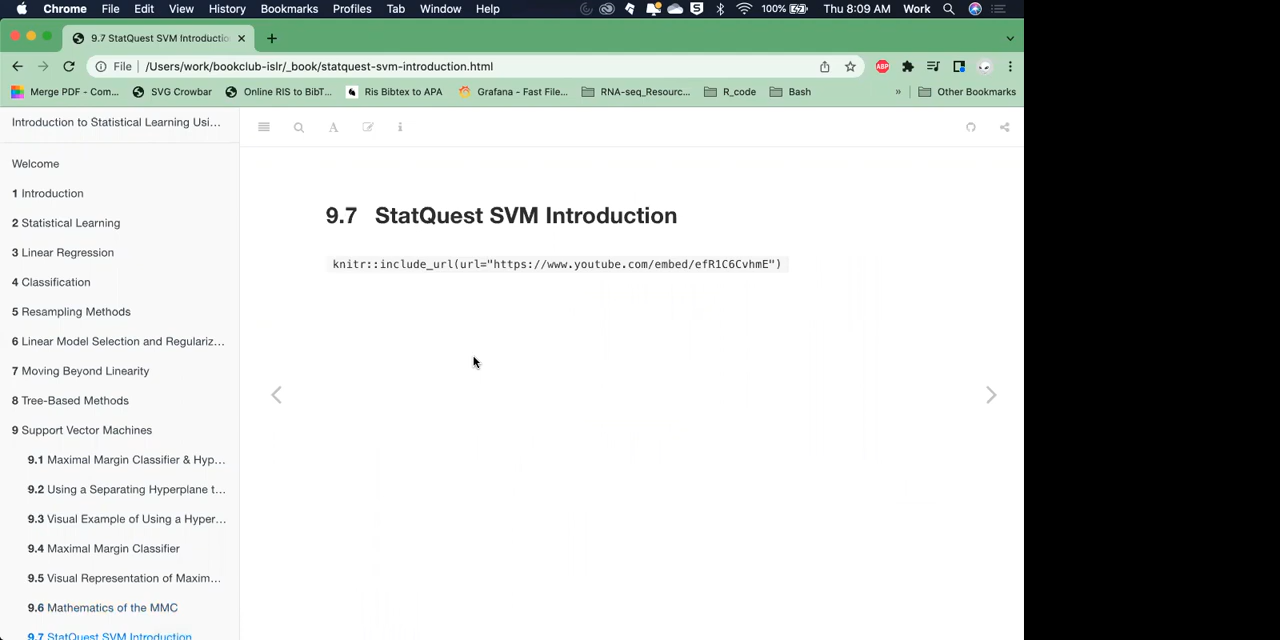 Chrome File Edit View History Bookmarks Profiles Tab Window Help 100% Thu 8:09 AM Work
9.7 StatQuest SVM Introductio
File /Users/work/bookclub-islr/_book/statquest-svm-introduction.html ABP
Merge PDF - Com... SVG Crowbar Online RIS to BibT... Ris Bibtex to APA Grafana - Fast File... RNA-seq_Resourc... R_code Bash » Other Bookmarks
Introduction to Statistical Learning Usi...
Welcome
1 Introduction
2 Statistical Learning
3 Linear Regression
4 Classification
5 Resampling Methods
6 Linear Model Selection and Regulariz...
7 Moving Beyond Linearity
8 Tree-Based Methods
9 Support Vector Machines
9.1 Maximal Margin Classifier & Hyp...
9.2 Using a Separating Hyperplane t...
9.3 Visual Example of Using a Hyper...
9.4 Maximal Margin Classifier
9.5 Visual Representation of Maxim...
9.6 Mathematics of the MMC
9.7 StatQuest SVM Introduction
9.7 StatQuest SVM Introduction
knitr::include_url(url="https://www.youtube.com/embed/efR1C6CvhmE")